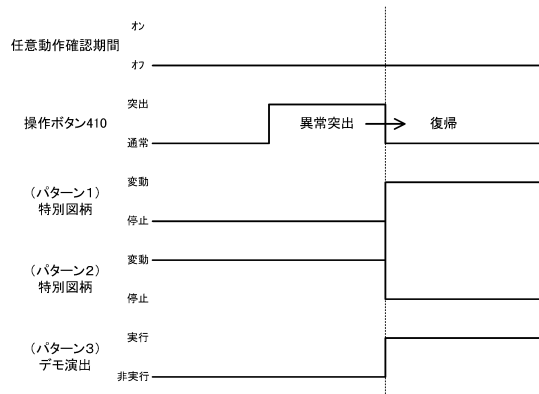 オン
任意動作確認期間
オフ
突出
操作ボタン410
異常突出
復帰
通常
変動
(パターン1)
特別図柄
停止
変動
(パターン2)
特別図柄
停止
実行
(パターン3)
デモ演出
非実行